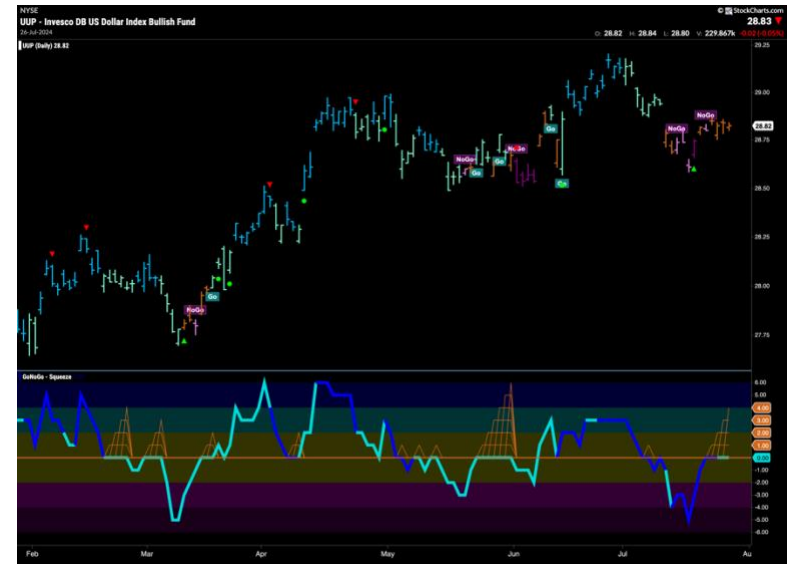 NYSE
© StockCharts.com
UUP - Invesco DB US Dollar Index Bullish Fund
28.83
26-Jul-2024
O: 28.82 H: 28.84 L: 28.80 V: 229.867k -0.02 (-0.05%)
UUP (Daily) 28.82
29.25
29.00
28.82
28.75
28.50
28.25
28.00
27.75
NoGo
Go
NoGo
Go
Go
NoGo
Go
Go
NoGo
NoGo
GoNoGo - Squeeze
6.00
5.00
4.00
3.00
2.00
1.00
0.00
-1.00
-2.00
-3.00
-4.00
-5.00
-6.00
Feb
Mar
Apr
May
Jun
Jul
Au